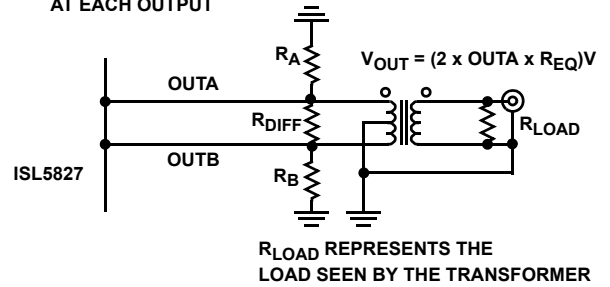 AT EACH OUTPUT
RA
VOUT = (2 x OUTA x REQ)V
OUTA
RDIFF
RLOAD
OUTB
RB
ISL5827
RLOAD REPRESENTS THE
LOAD SEEN BY THE TRANSFORMER